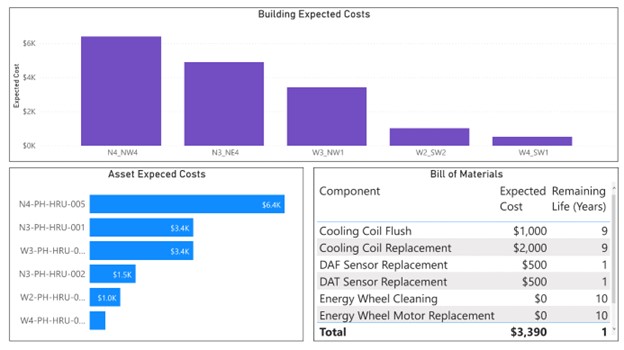 Building Expected Costs
Expected Cost
$6K
$4K
$2K
$0K
N4_NW4 N3_NE4 W3_NW1 W2_SW2 W4_SW1
Asset Expeced Costs
N4-PH-HRU-005 $6.4K
N3-PH-HRU-001 $3.4K
W3-PH-HRU-0... $3.4K
N3-PH-HRU-002 $1.5K
W2-PH-HRU-0... $1.0K
W4-PH-HRU-0...
Bill of Materials
Component Expected Remaining
Cost Life (Years)
Cooling Coil Flush $1,000 9
Cooling Coil Replacement $2,000 9
DAF Sensor Replacement $500 1
DAT Sensor Replacement $500 1
Energy Wheel Cleaning $0 10
Energy Wheel Motor Replacement $0 10
Total $3,390 1